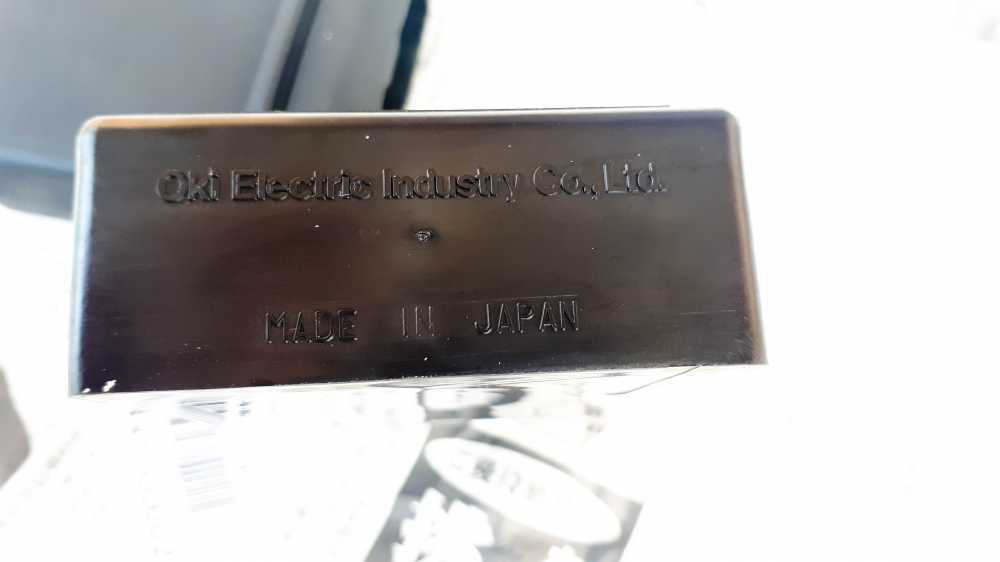 Oki Electric Industry Co., Ltd.
MADE IN JAPAN